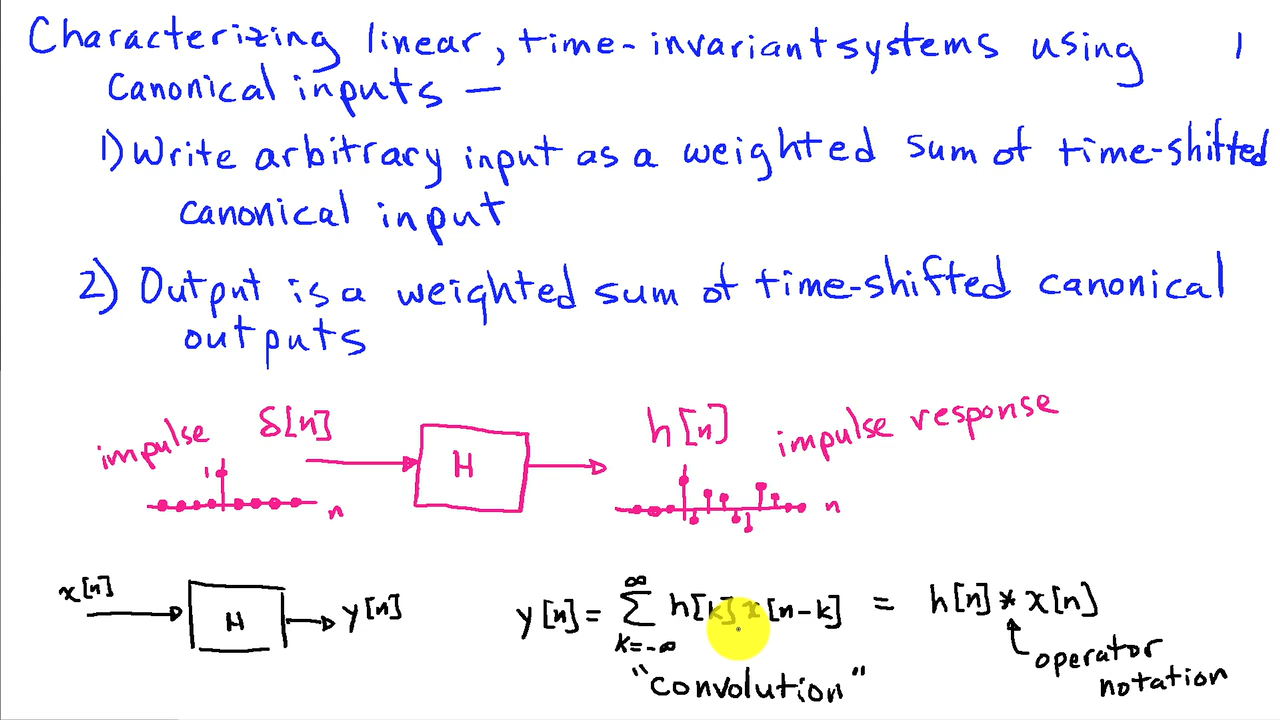 Characterizing linear, time-invariant systems using 1
Canonical inputs —
1) Write arbitrary input as a weighted sum of time-shifted
canonical input
2) Output is a weighted sum of time-shifted canonical
outputs
impulse δ[n] H h[n] impulse response
1
n n
x[n] H y[n] y[n] = ∑ h[k] x[n-k] = h[n] * x[n]
∞
k=-∞
"convolution"
operator
notation